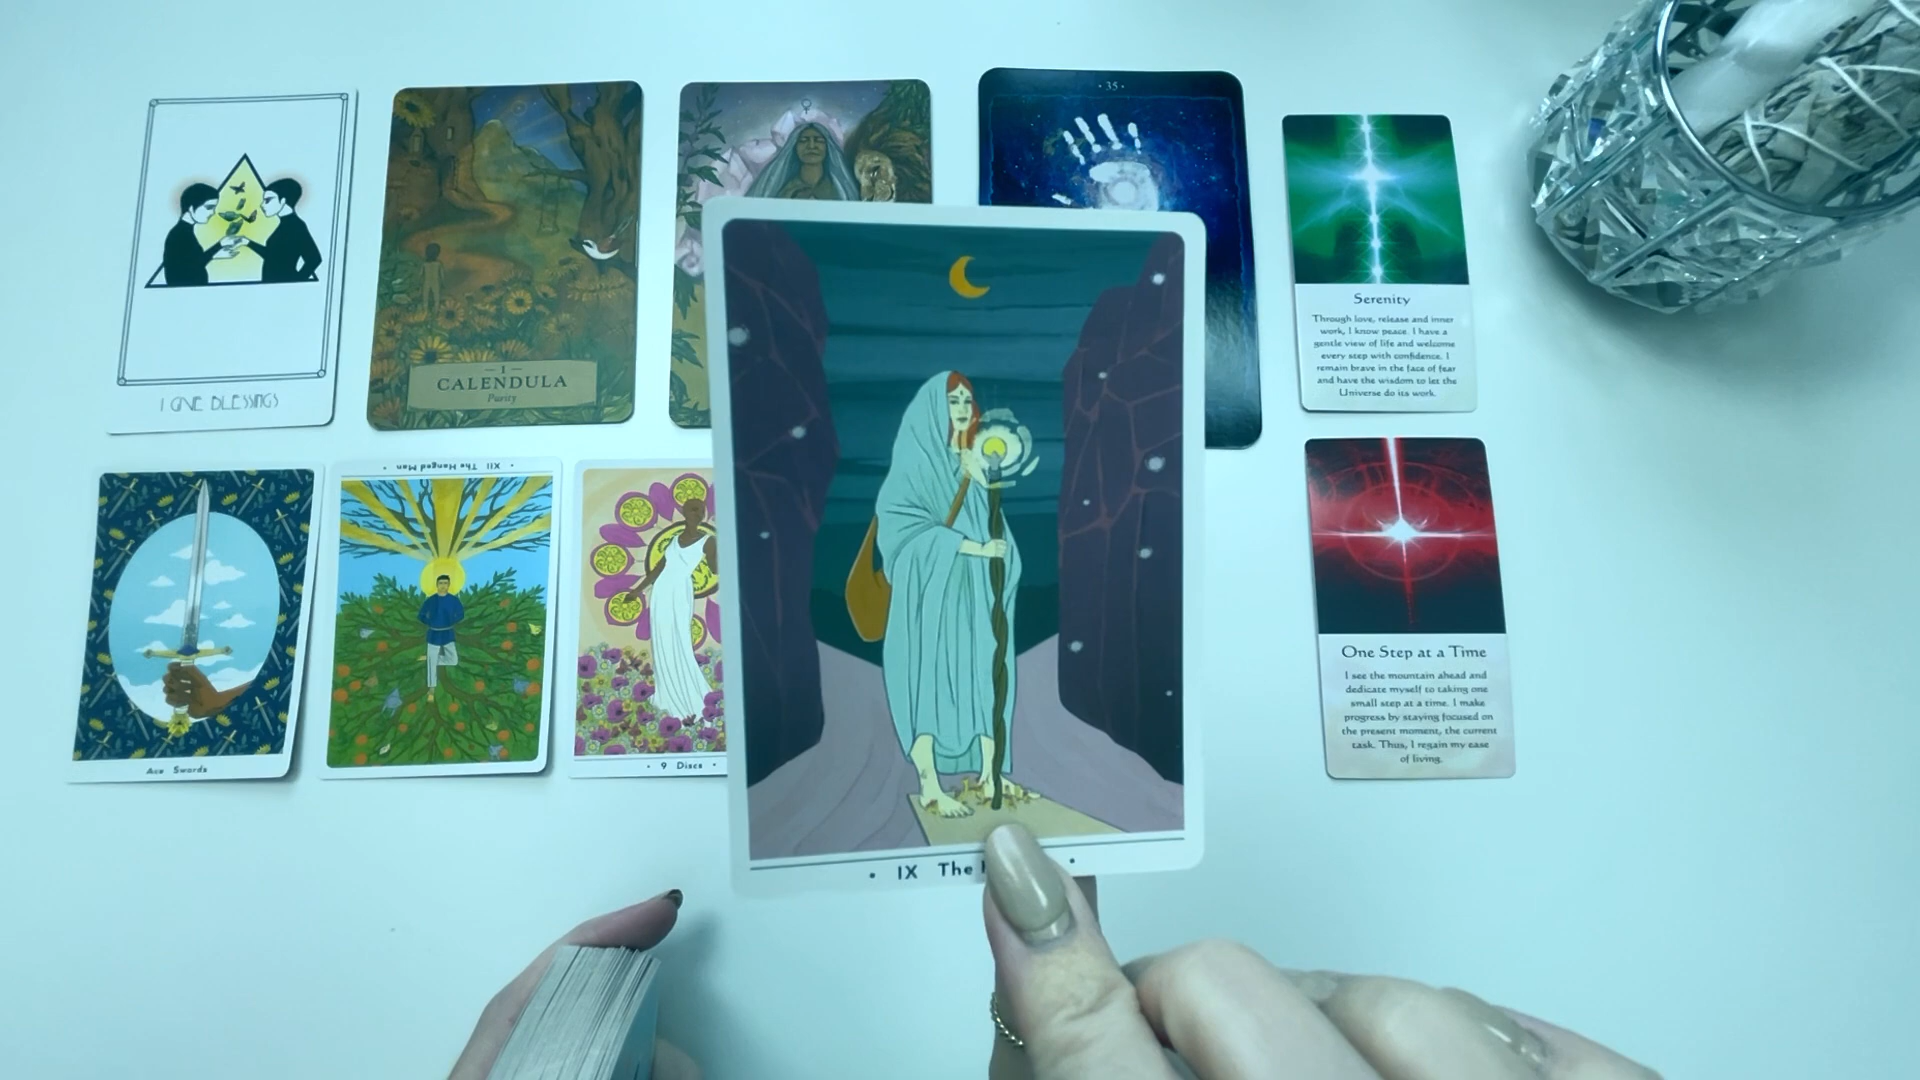 I GIVE BLESSINGS
— 1 —
CALENDULA
Purity
· 35 ·
Serenity
Through love, release and inner
work, I know peace. I have a
gentle view of life and welcome
every step with confidence. I
remain brave in the face of fear
and have the wisdom to let the
Universe do its work.
Ace Swords
· XII The Hanged Man ·
· 9 Discs ·
One Step at a Time
I see the mountain ahead and
dedicate myself to taking one
small step at a time. I make
progress by staying focused on
the present moment, the current
task. Thus, I regain my ease
of living.
· IX The